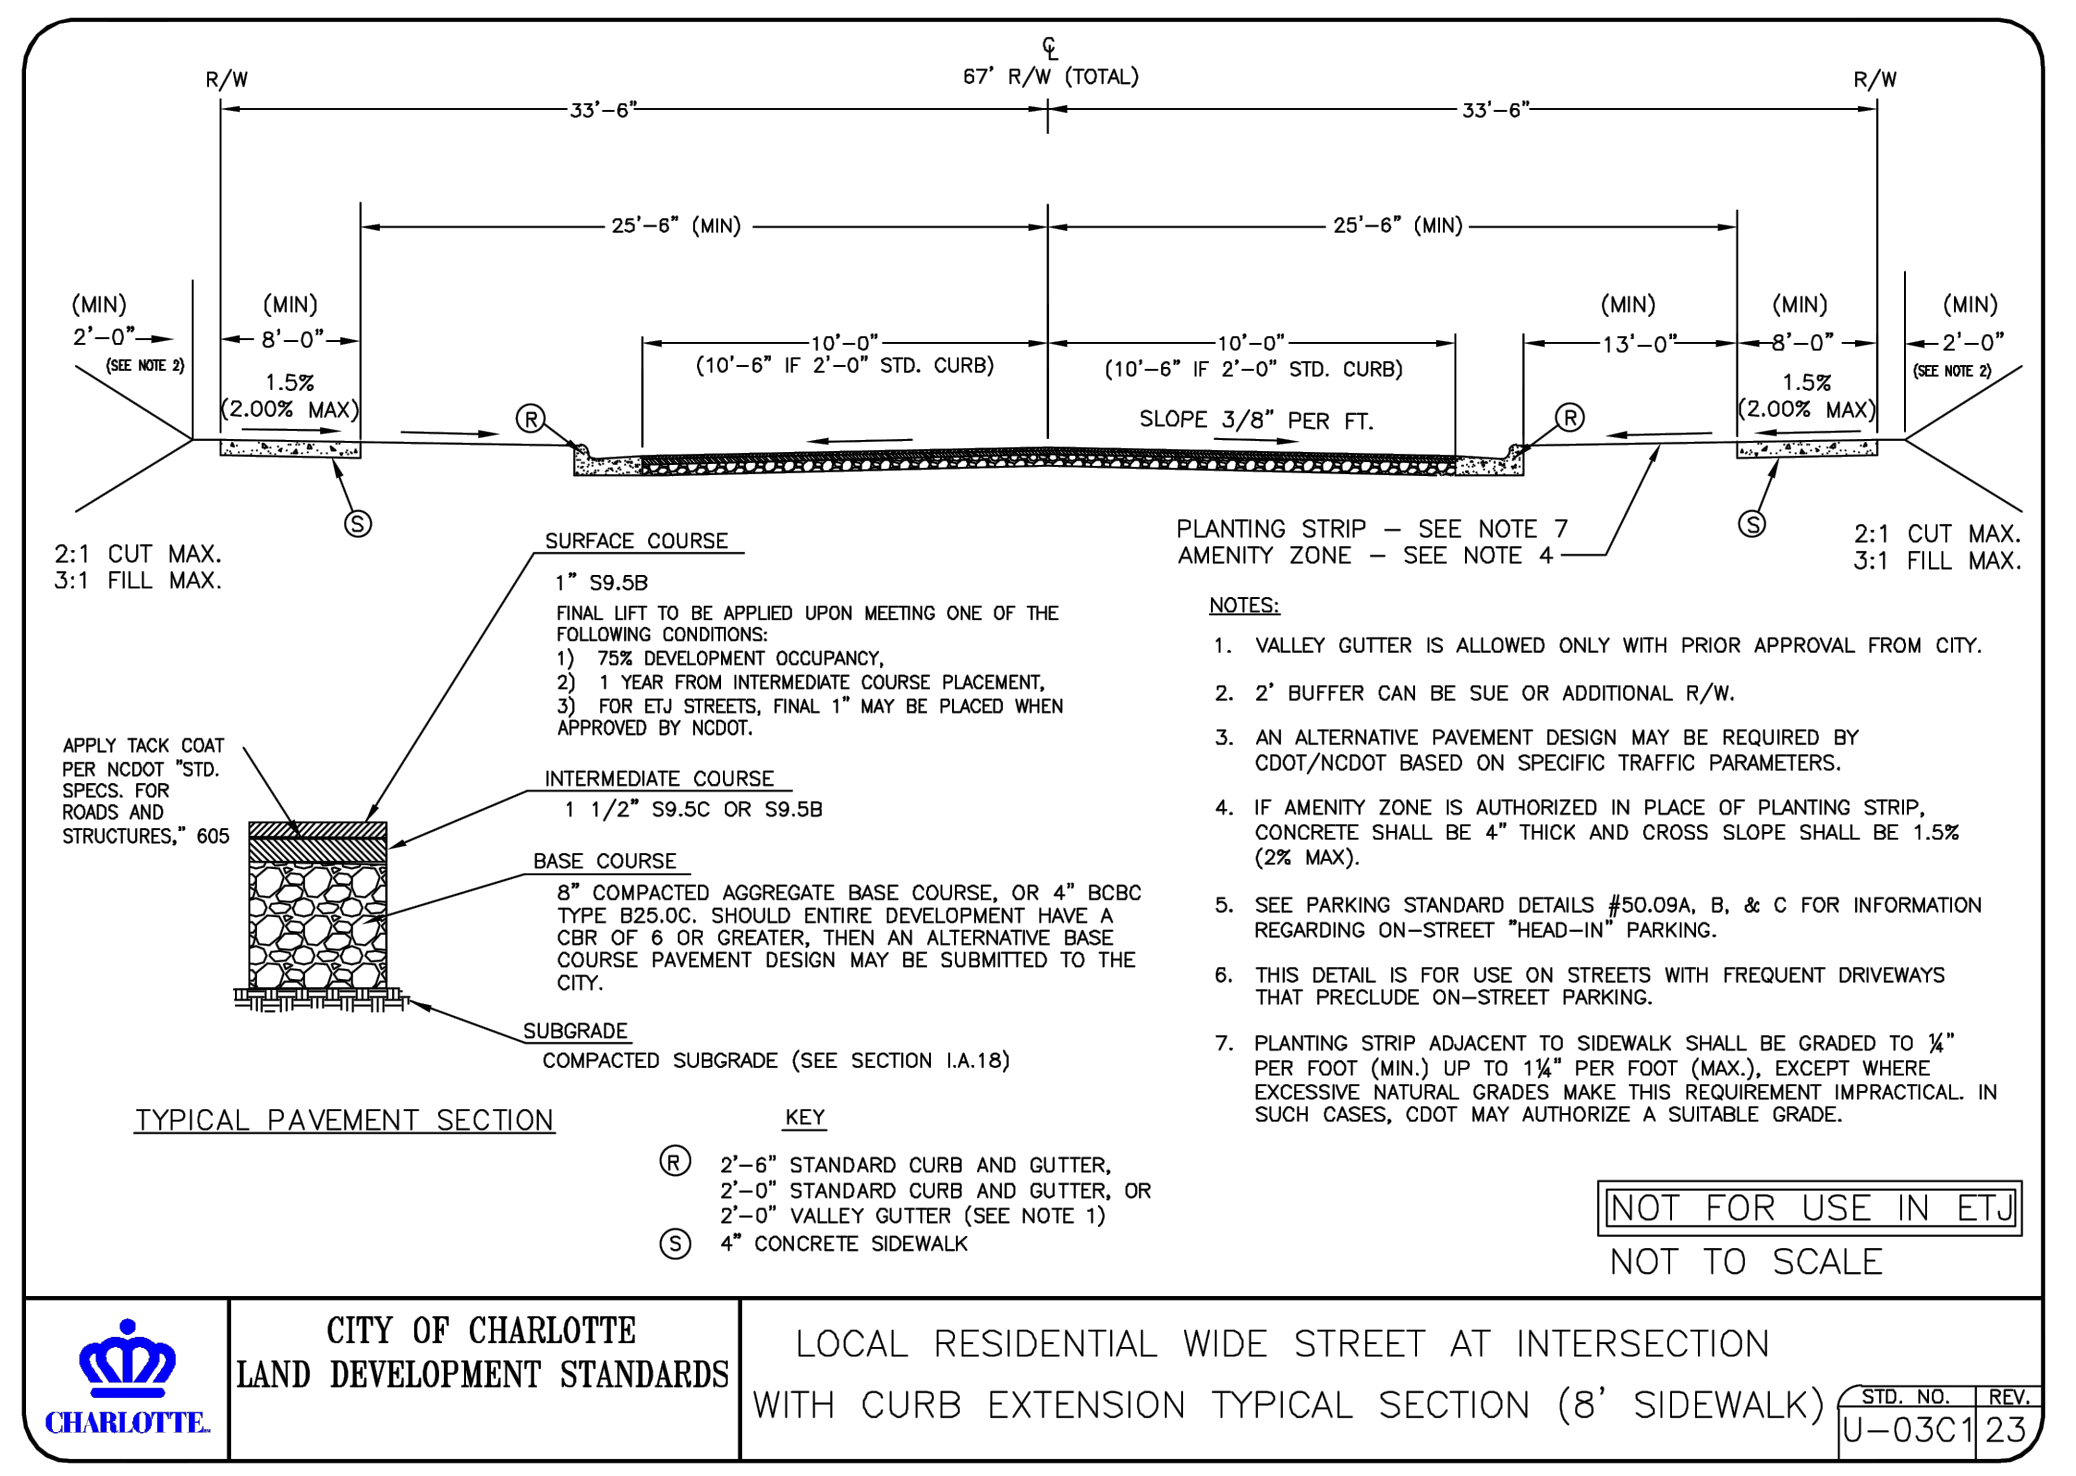 ℄
67' R/W (TOTAL)
R/W
R/W
33'-6"
33'-6"
25'-6" (MIN)
25'-6" (MIN)
(MIN)
2'-0"
(SEE NOTE 2)
(MIN)
8'-0"
1.5%
(2.00% MAX)
10'-0"
(10'-6" IF 2'-0" STD. CURB)
10'-0"
(10'-6" IF 2'-0" STD. CURB)
SLOPE 3/8" PER FT.
(MIN)
13'-0"
(MIN)
8'-0"
1.5%
(2.00% MAX)
(MIN)
2'-0"
(SEE NOTE 2)
R
R
S
S
2:1 CUT MAX.
3:1 FILL MAX.
PLANTING STRIP - SEE NOTE 7
AMENITY ZONE - SEE NOTE 4
2:1 CUT MAX.
3:1 FILL MAX.
SURFACE COURSE
1" S9.5B
FINAL LIFT TO BE APPLIED UPON MEETING ONE OF THE
FOLLOWING CONDITIONS:
1) 75% DEVELOPMENT OCCUPANCY,
2) 1 YEAR FROM INTERMEDIATE COURSE PLACEMENT,
3) FOR ETJ STREETS, FINAL 1" MAY BE PLACED WHEN
APPROVED BY NCDOT.
APPLY TACK COAT
PER NCDOT "STD.
SPECS. FOR
ROADS AND
STRUCTURES," 605
INTERMEDIATE COURSE
1 1/2" S9.5C OR S9.5B
BASE COURSE
8" COMPACTED AGGREGATE BASE COURSE, OR 4" BCBC
TYPE B25.0C. SHOULD ENTIRE DEVELOPMENT HAVE A
CBR OF 6 OR GREATER, THEN AN ALTERNATIVE BASE
COURSE PAVEMENT DESIGN MAY BE SUBMITTED TO THE
CITY.
SUBGRADE
COMPACTED SUBGRADE (SEE SECTION I.A.18)
TYPICAL PAVEMENT SECTION
KEY
R 2'-6" STANDARD CURB AND GUTTER,
2'-0" STANDARD CURB AND GUTTER, OR
2'-0" VALLEY GUTTER (SEE NOTE 1)
S 4" CONCRETE SIDEWALK
NOTES:
1. VALLEY GUTTER IS ALLOWED ONLY WITH PRIOR APPROVAL FROM CITY.
2. 2' BUFFER CAN BE SUE OR ADDITIONAL R/W.
3. AN ALTERNATIVE PAVEMENT DESIGN MAY BE REQUIRED BY
CDOT/NCDOT BASED ON SPECIFIC TRAFFIC PARAMETERS.
4. IF AMENITY ZONE IS AUTHORIZED IN PLACE OF PLANTING STRIP,
CONCRETE SHALL BE 4" THICK AND CROSS SLOPE SHALL BE 1.5%
(2% MAX).
5. SEE PARKING STANDARD DETAILS #50.09A, B, & C FOR INFORMATION
REGARDING ON-STREET "HEAD-IN" PARKING.
6. THIS DETAIL IS FOR USE ON STREETS WITH FREQUENT DRIVEWAYS
THAT PRECLUDE ON-STREET PARKING.
7. PLANTING STRIP ADJACENT TO SIDEWALK SHALL BE GRADED TO ¼"
PER FOOT (MIN.) UP TO 1¼" PER FOOT (MAX.), EXCEPT WHERE
EXCESSIVE NATURAL GRADES MAKE THIS REQUIREMENT IMPRACTICAL. IN
SUCH CASES, CDOT MAY AUTHORIZE A SUITABLE GRADE.
NOT FOR USE IN ETJ
NOT TO SCALE
CHARLOTTE
CITY OF CHARLOTTE
LAND DEVELOPMENT STANDARDS
LOCAL RESIDENTIAL WIDE STREET AT INTERSECTION
WITH CURB EXTENSION TYPICAL SECTION (8' SIDEWALK)
STD. NO. REV.
U-03C1 23